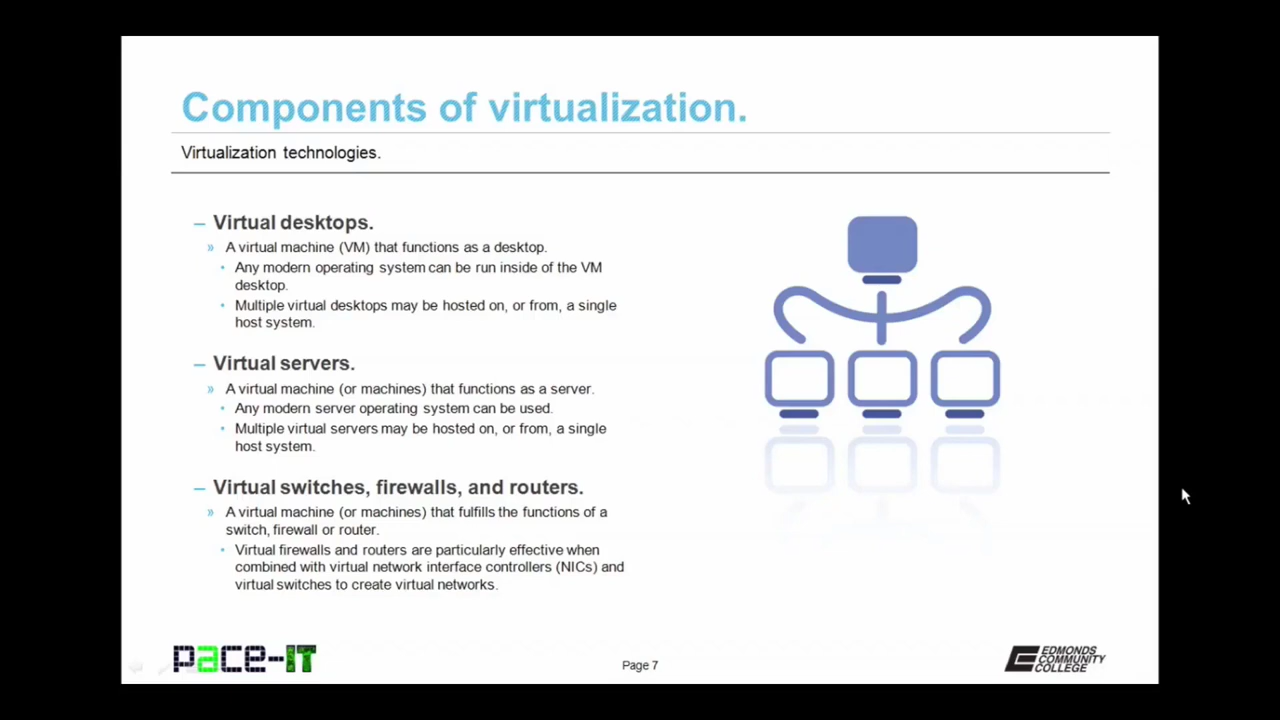 Components of virtualization.
Virtualization technologies.
– Virtual desktops.
» A virtual machine (VM) that functions as a desktop.
• Any modern operating system can be run inside of the VM
desktop.
• Multiple virtual desktops may be hosted on, or from, a single
host system.
– Virtual servers.
» A virtual machine (or machines) that functions as a server.
• Any modern server operating system can be used.
• Multiple virtual servers may be hosted on, or from, a single
host system.
– Virtual switches, firewalls, and routers.
» A virtual machine (or machines) that fulfills the functions of a
switch, firewall or router.
• Virtual firewalls and routers are particularly effective when
combined with virtual network interface controllers (NICs) and
virtual switches to create virtual networks.
pace-IT
Page 7
EDMONDS
COMMUNITY
COLLEGE